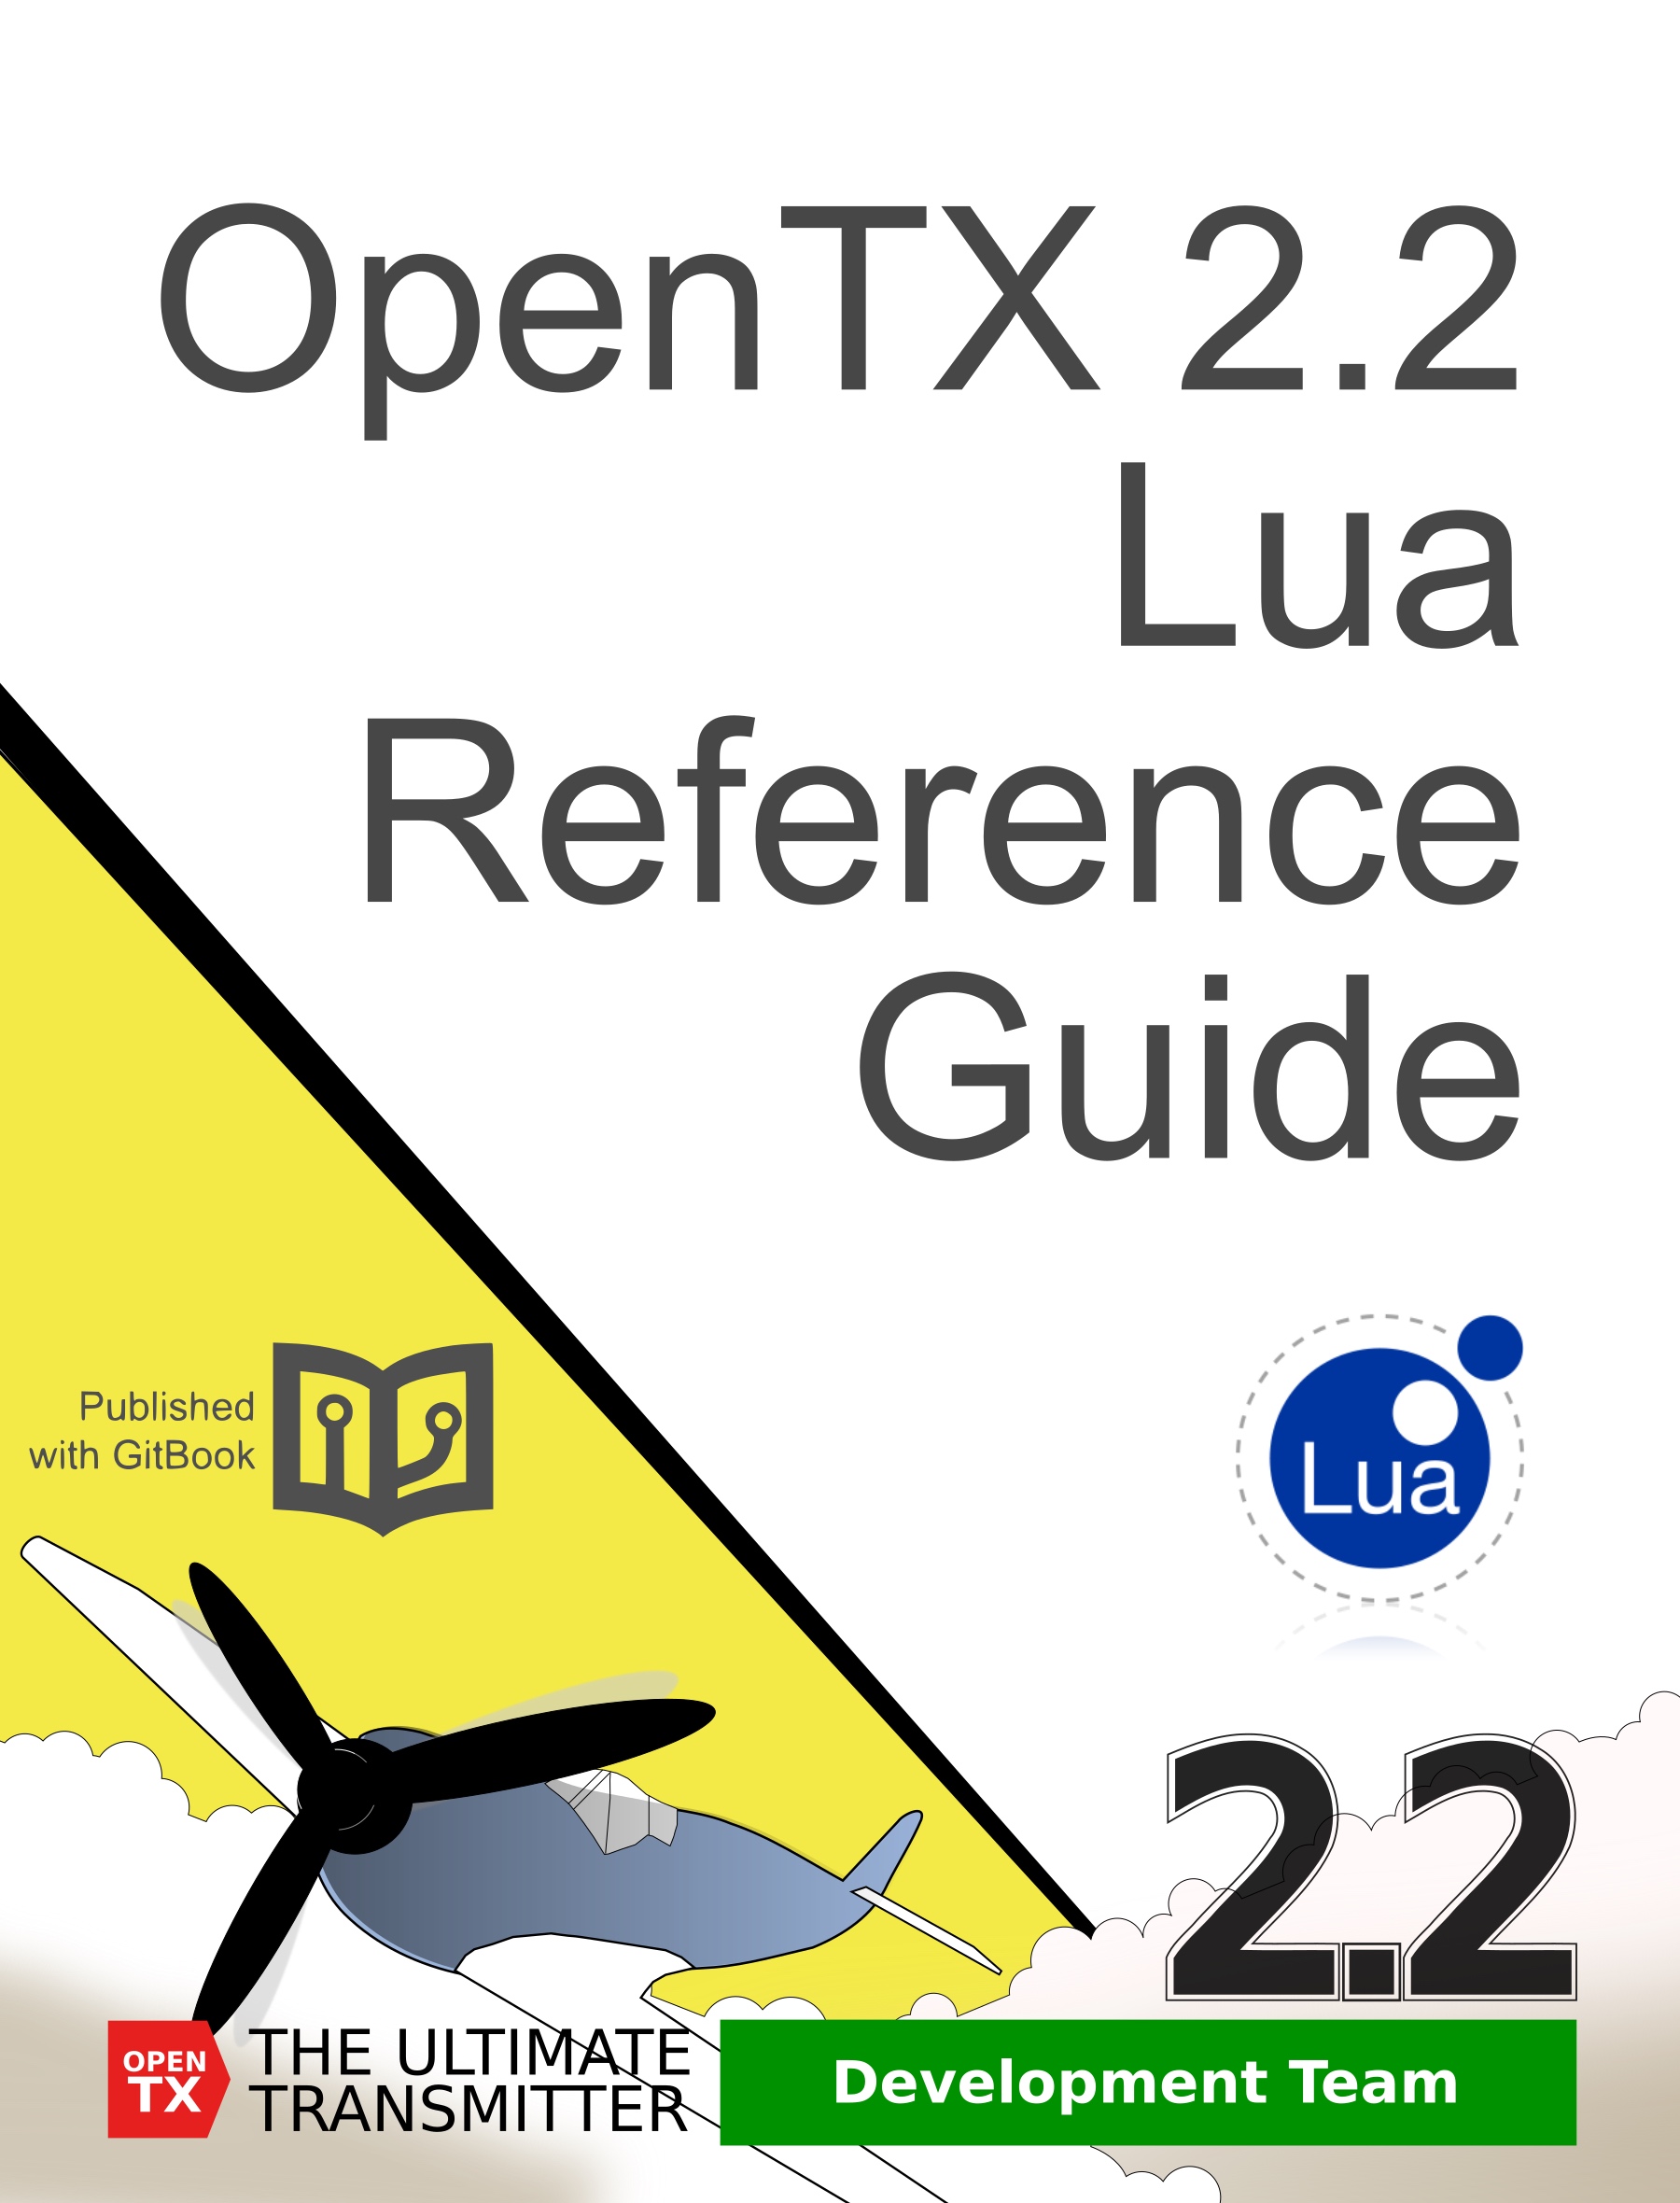 OpenTX 2.2
Lua
Reference
Guide
Published
with GitBook
Lua
2.2
OPEN
TX
THE ULTIMATE
TRANSMITTER
Development Team